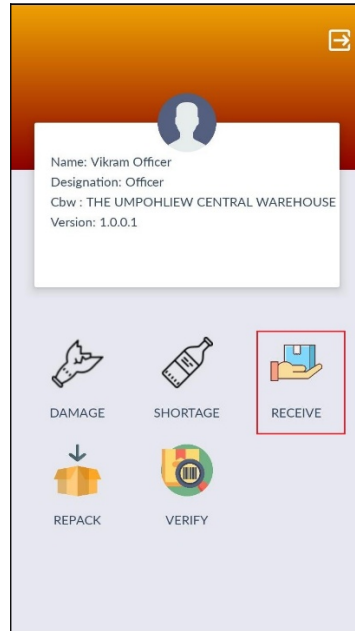 Name: Vikram Officer
Designation: Officer
Cbw : THE UMPOHLIEW CENTRAL WAREHOUSE
Version: 1.0.0.1
DAMAGE SHORTAGE RECEIVE
REPACK VERIFY